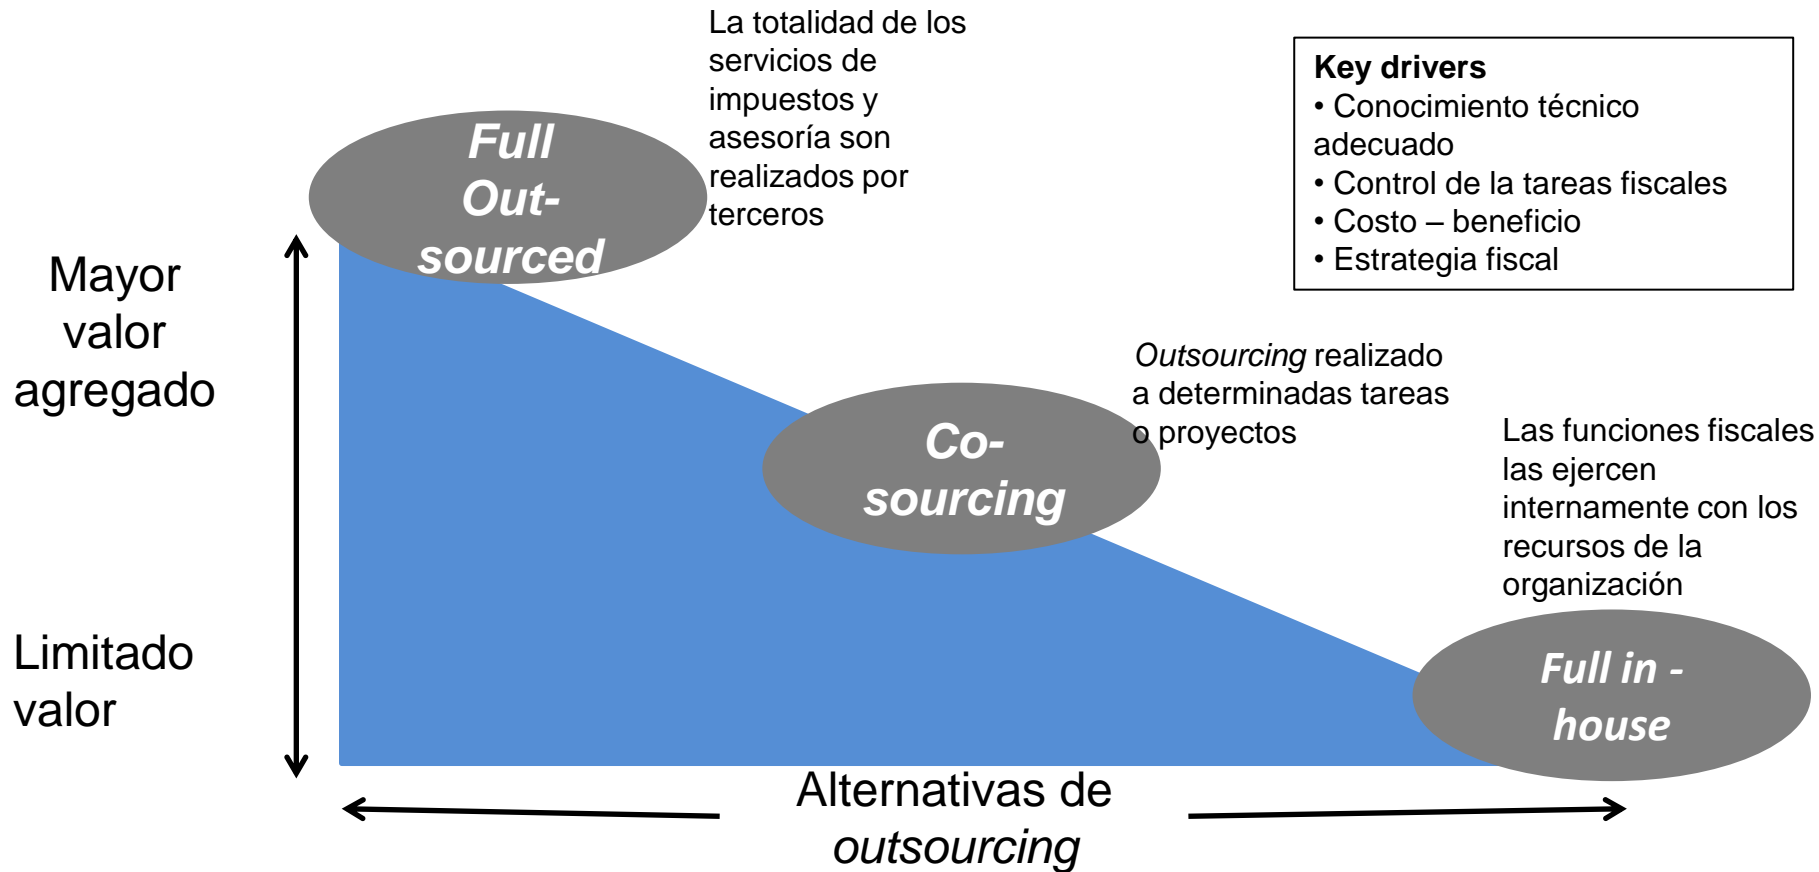 La totalidad de los
servicios de
impuestos y
asesoría son
realizados por
terceros
Key drivers
• Conocimiento técnico
adecuado
• Control de la tareas fiscales
• Costo – beneficio
• Estrategia fiscal
Full
Out-
sourced
Mayor
valor
agregado
Outsourcing realizado
a determinadas tareas
o proyectos
Co-
sourcing
Las funciones fiscales
las ejercen
internamente con los
recursos de la
organización
Limitado
valor
Full in -
house
Alternativas de
outsourcing